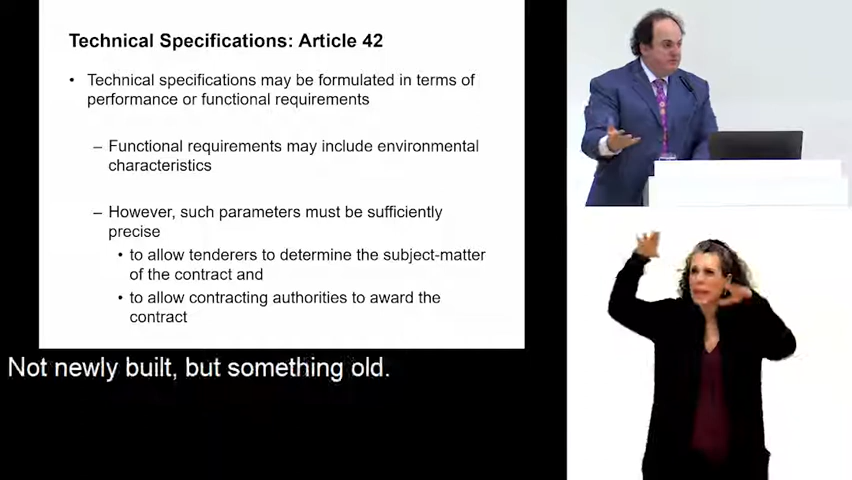 Technical Specifications: Article 42
• Technical specifications may be formulated in terms of
performance or functional requirements
– Functional requirements may include environmental
characteristics
– However, such parameters must be sufficiently
precise
• to allow tenderers to determine the subject-matter
of the contract and
• to allow contracting authorities to award the
contract
Not newly built, but something old.